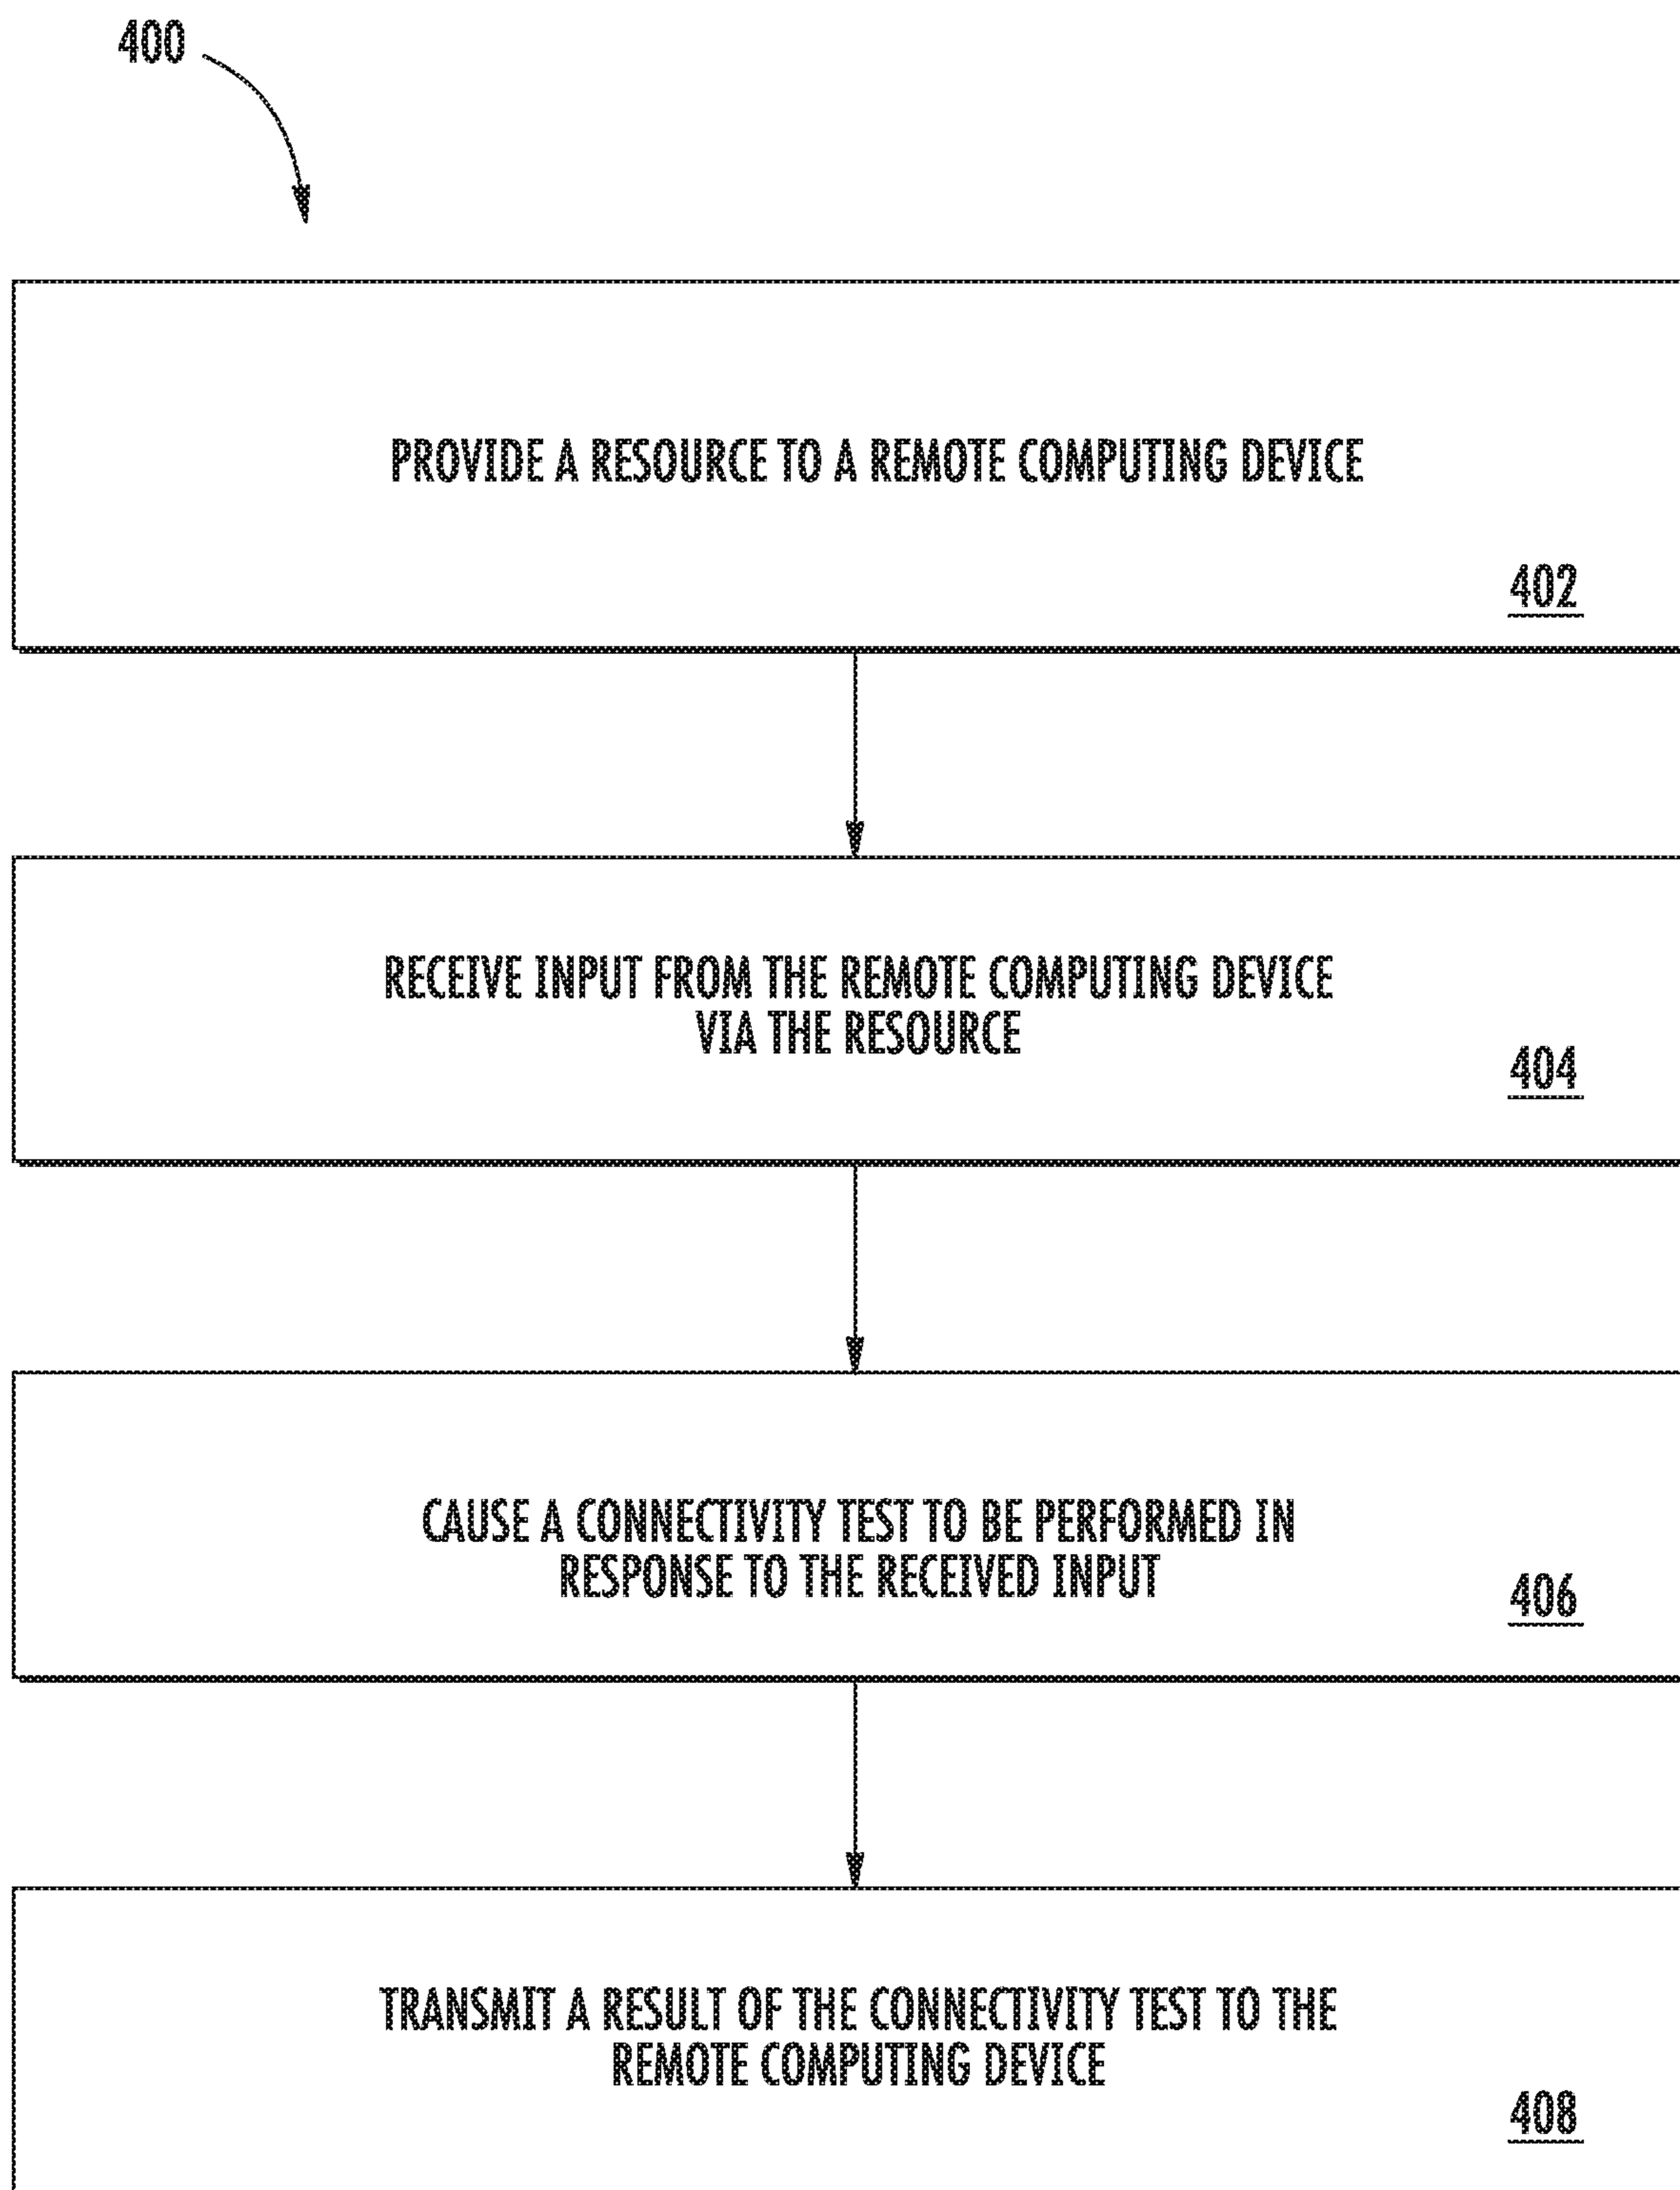 400
PROVIDE A RESOURCE TO A REMOTE COMPUTING DEVICE
402
RECEIVE INPUT FROM THE REMOTE COMPUTING DEVICE
VIA THE RESOURCE
404
CAUSE A CONNECTIVITY TEST TO BE PERFORMED IN
RESPONSE TO THE RECEIVED INPUT
406
TRANSMIT A RESULT OF THE CONNECTIVITY TEST TO THE
REMOTE COMPUTING DEVICE
408